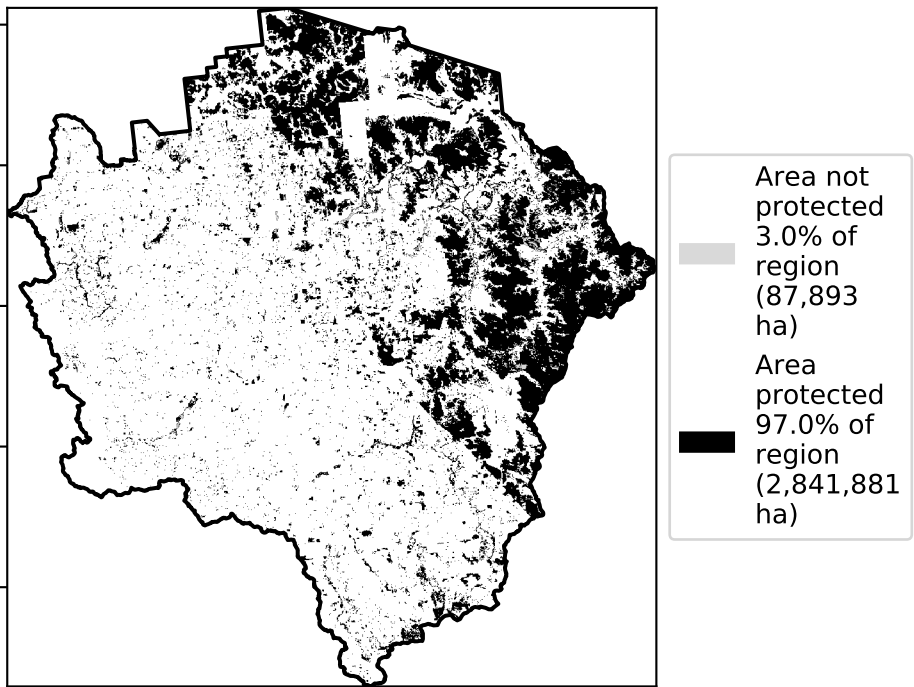 Area not
protected
3.0% of
region
(87,893
ha)
Area
protected
97.0% of
region
(2,841,881
ha)